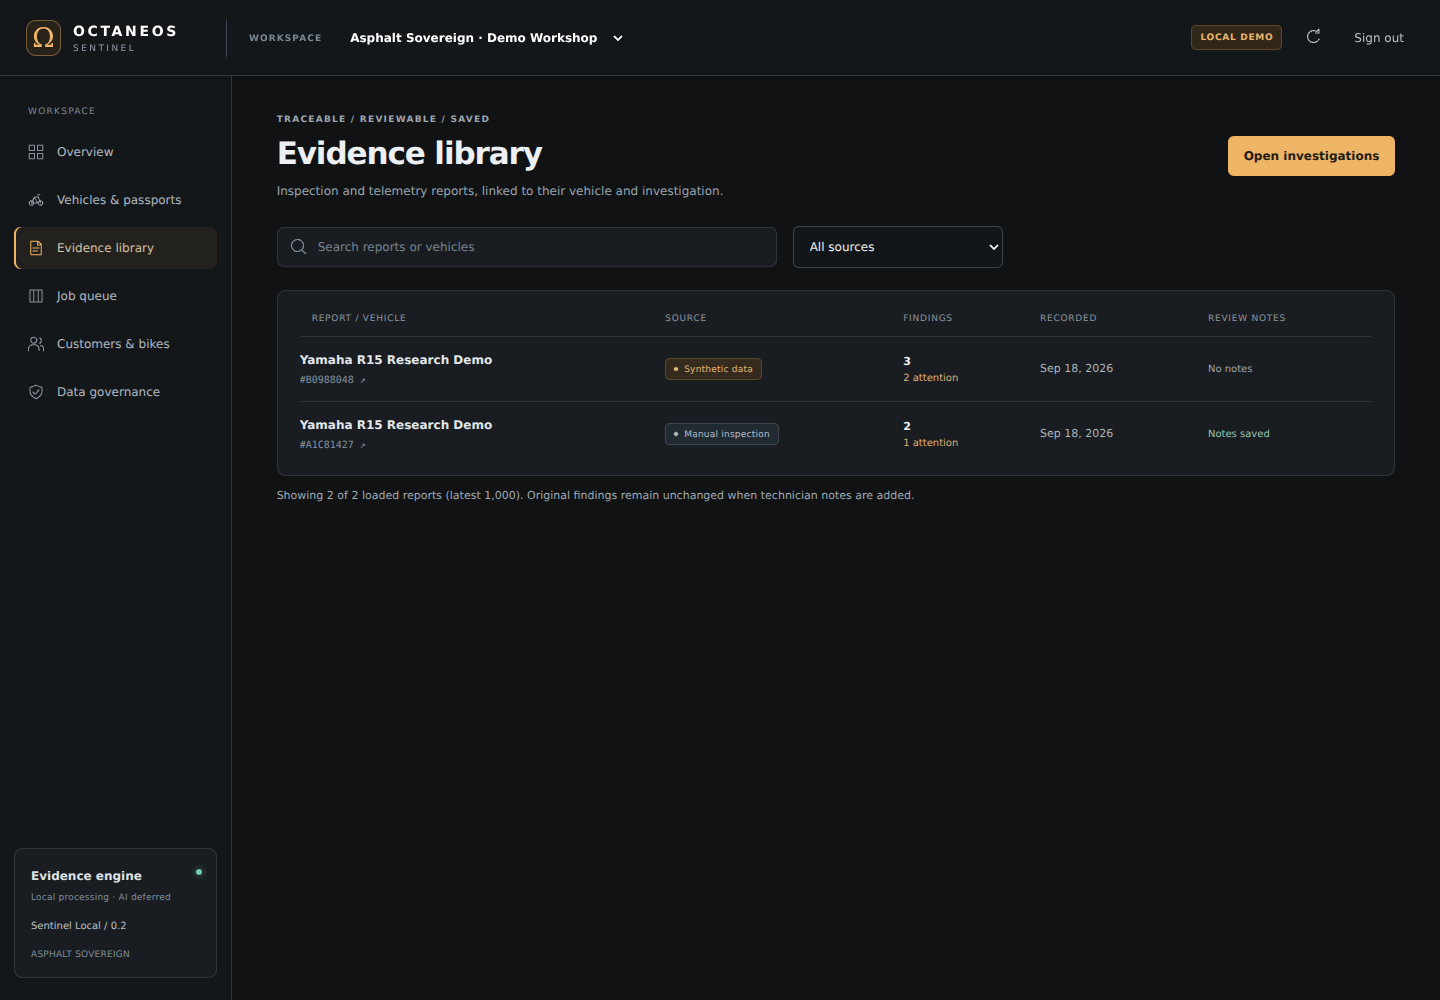 Ω
OCTANEOS
SENTINEL
WORKSPACE
Asphalt Sovereign · Demo Workshop
LOCAL DEMO
Sign out
WORKSPACE
Overview
Vehicles & passports
Evidence library
Job queue
Customers & bikes
Data governance
Evidence engine
Local processing · AI deferred
Sentinel Local / 0.2
ASPHALT SOVEREIGN
TRACEABLE / REVIEWABLE / SAVED
Evidence library
Open investigations
Inspection and telemetry reports, linked to their vehicle and investigation.
Search reports or vehicles
All sources
REPORT / VEHICLE SOURCE FINDINGS RECORDED REVIEW NOTES
Yamaha R15 Research Demo
#B0988048 ↗
Synthetic data
3
2 attention
Sep 18, 2026
No notes
Yamaha R15 Research Demo
#A1C81427 ↗
Manual inspection
2
1 attention
Sep 18, 2026
Notes saved
Showing 2 of 2 loaded reports (latest 1,000). Original findings remain unchanged when technician notes are added.